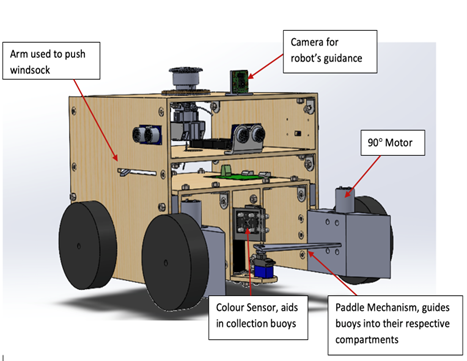 Arm used to push
windsock
Camera for
robot's guidance
90° Motor
Colour Sensor, aids
in collection buoys
Paddle Mechanism, guides
buoys into their respective
compartments